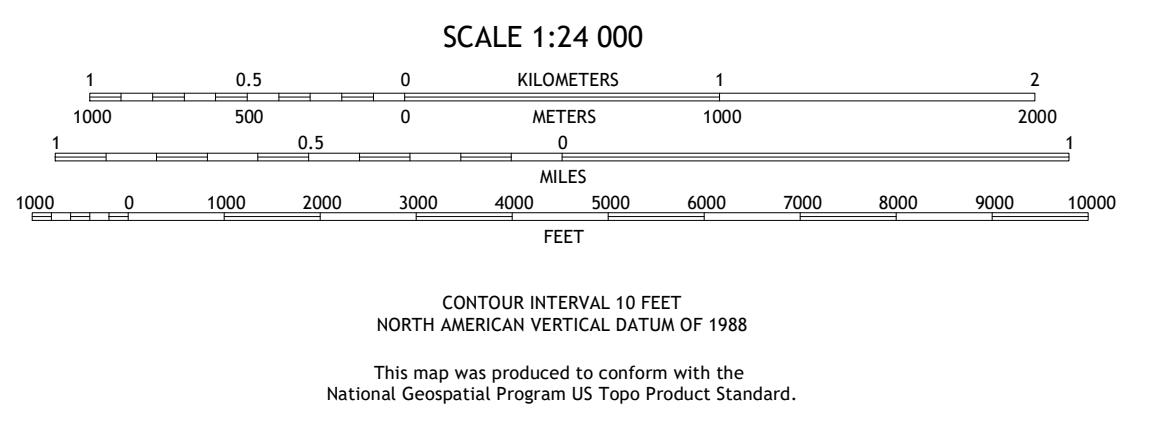 SCALE 1:24 000
1 0.5 0 KILOMETERS 1 2
1000 500 0 METERS 1000 2000
1 0.5 0 1
MILES
1000 0 1000 2000 3000 4000 5000 6000 7000 8000 9000 10000
FEET
CONTOUR INTERVAL 10 FEET
NORTH AMERICAN VERTICAL DATUM OF 1988
This map was produced to conform with the
National Geospatial Program US Topo Product Standard.